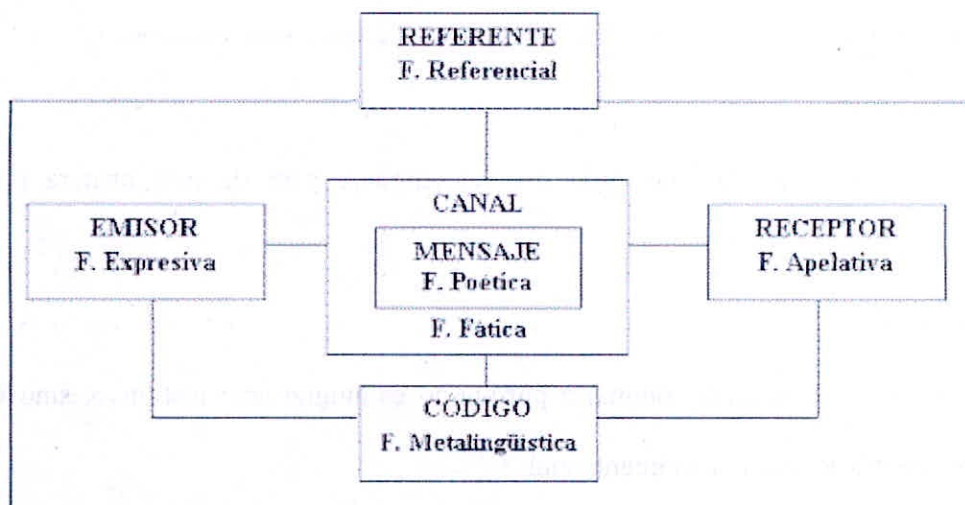 REFERENTE
F. Referencial
CANAL
EMISOR
F. Expresiva
MENSAJE
F. Poética
RECEPTOR
F. Apelativa
F. Fática
CÓDIGO
F. Metalingüística